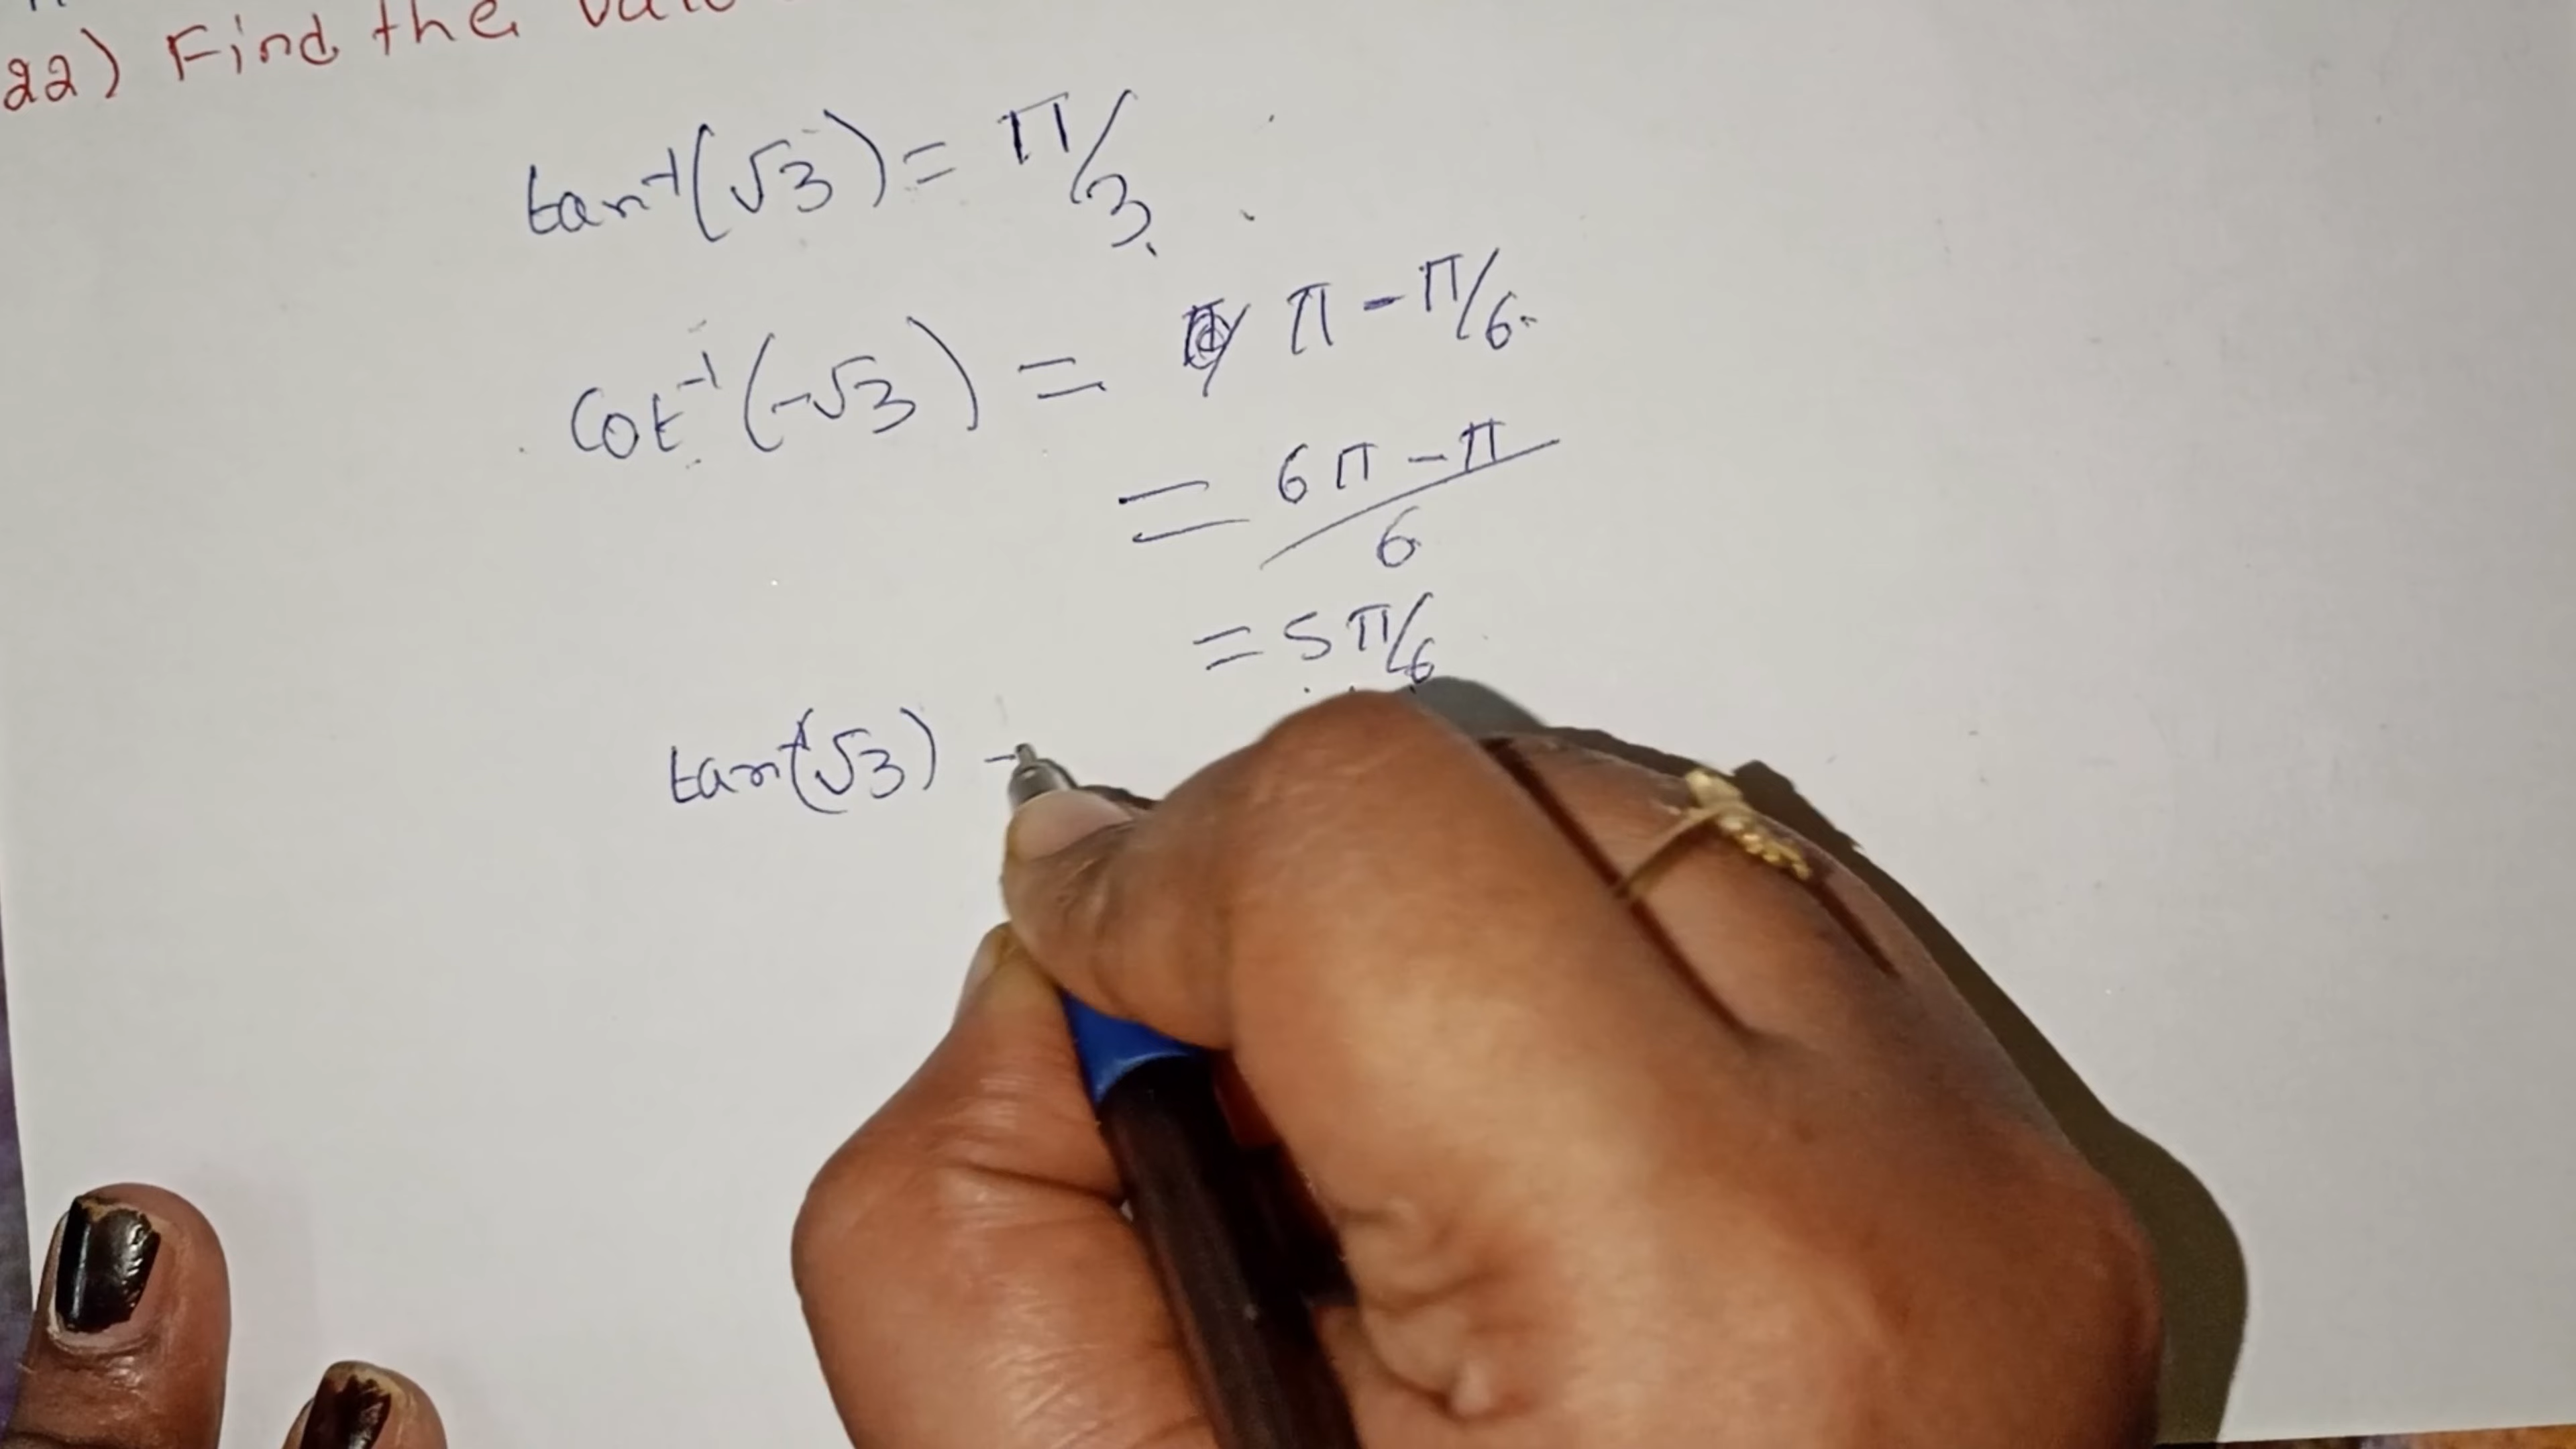 22) Find the
tan⁻¹(√3) = π/3
cot⁻¹(-√3) = π - π/6
= 6π - π / 6
= 5π/6
tan⁻¹(√3) -